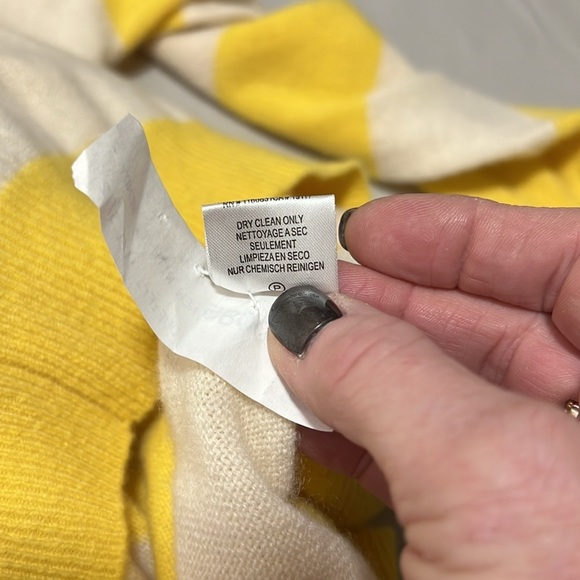 DRY CLEAN ONLY
NETTOYAGE A SEC
SEULEMENT
LIMPIEZA EN SECO
NUR CHEMISCH REINIGEN
P